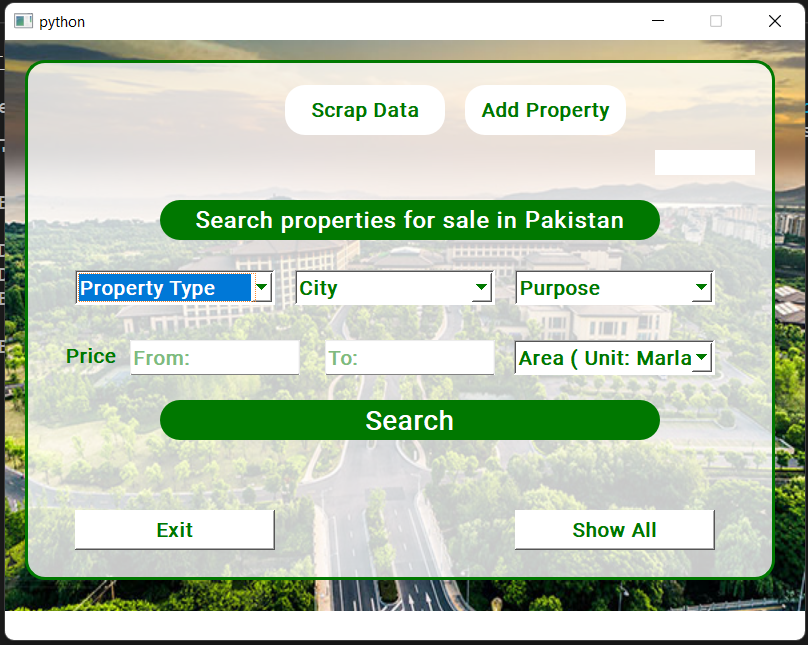 python
Scrap Data
Add Property
Search properties for sale in Pakistan
Property Type
City
Purpose
Price
From:
To:
Area ( Unit: Marla
Search
Exit
Show All